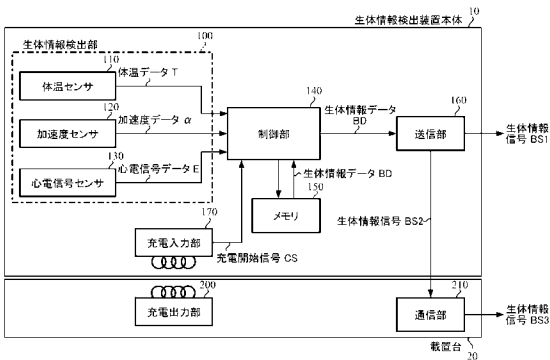 生体情報検出装置本体
10
生体情報検出部
100
110
体温センサ
体温データ T
120
加速度センサ
加速度データ α
130
心電信号センサ
心電信号データ E
140
制御部
生体情報データ
BD
160
送信部
生体情報
信号 BS1
生体情報データ BD
150
メモリ
生体情報信号 BS2
170
充電入力部
充電開始信号 CS
200
充電出力部
210
通信部
生体情報
信号 BS3
載置台
20